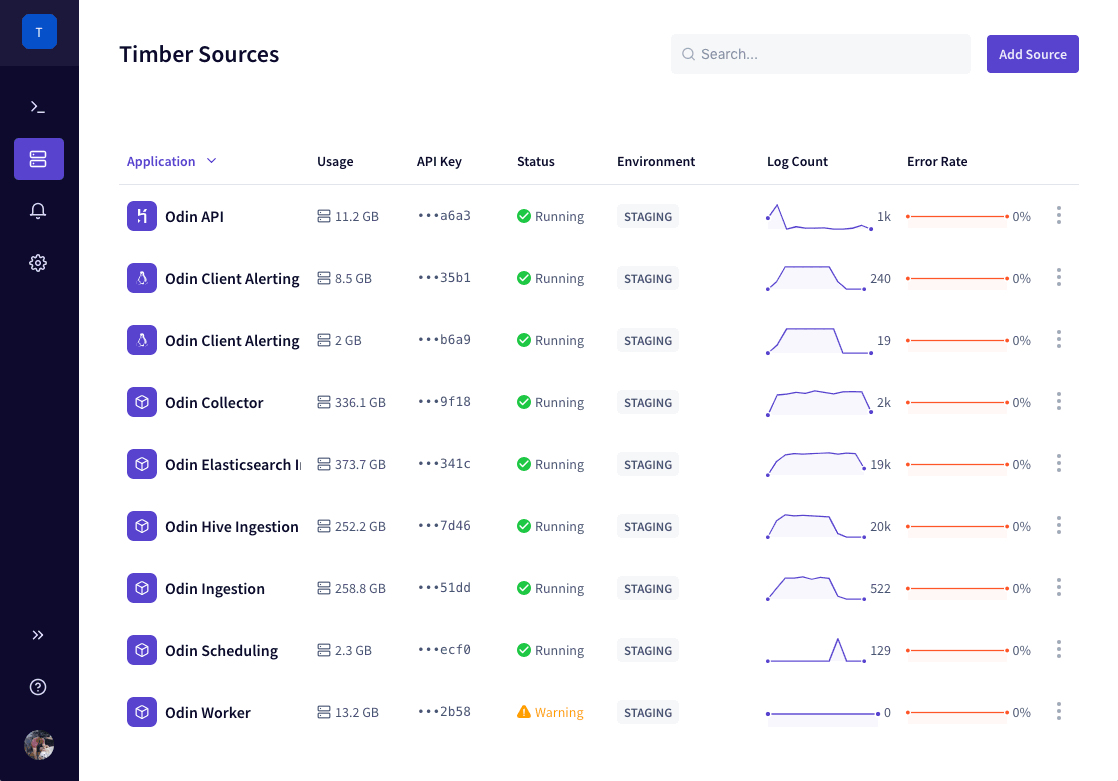 T
Timber Sources
Search...
Add Source
Application Usage API Key Status Environment Log Count Error Rate
Odin API 11.2 GB •••a6a3 Running STAGING 1k 0%
Odin Client Alerting 8.5 GB •••35b1 Running STAGING 240 0%
Odin Client Alerting 2 GB •••b6a9 Running STAGING 19 0%
Odin Collector 336.1 GB •••9f18 Running STAGING 2k 0%
Odin Elasticsearch 373.7 GB •••341c Running STAGING 19k 0%
Odin Hive Ingestion 252.2 GB •••7d46 Running STAGING 20k 0%
Odin Ingestion 258.8 GB •••51dd Running STAGING 522 0%
Odin Scheduling 2.3 GB •••ecf0 Running STAGING 129 0%
Odin Worker 13.2 GB •••2b58 Warning STAGING 0 0%